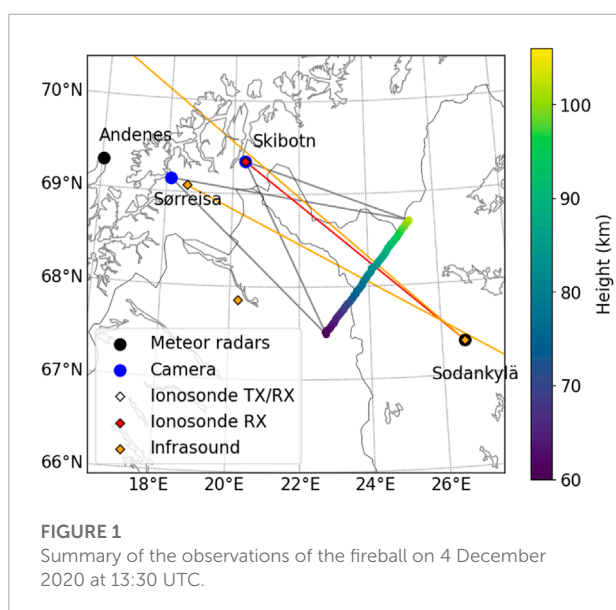 70°N
69°N
68°N
67°N
66°N
Andenes
Skibotn
Sørreisa
Sodankylä
Meteor radars
Camera
Ionosonde TX/RX
Ionosonde RX
Infrasound
18°E 20°E 22°E 24°E 26°E
100
90
80
70
60
Height (km)
FIGURE 1
Summary of the observations of the fireball on 4 December
2020 at 13:30 UTC.